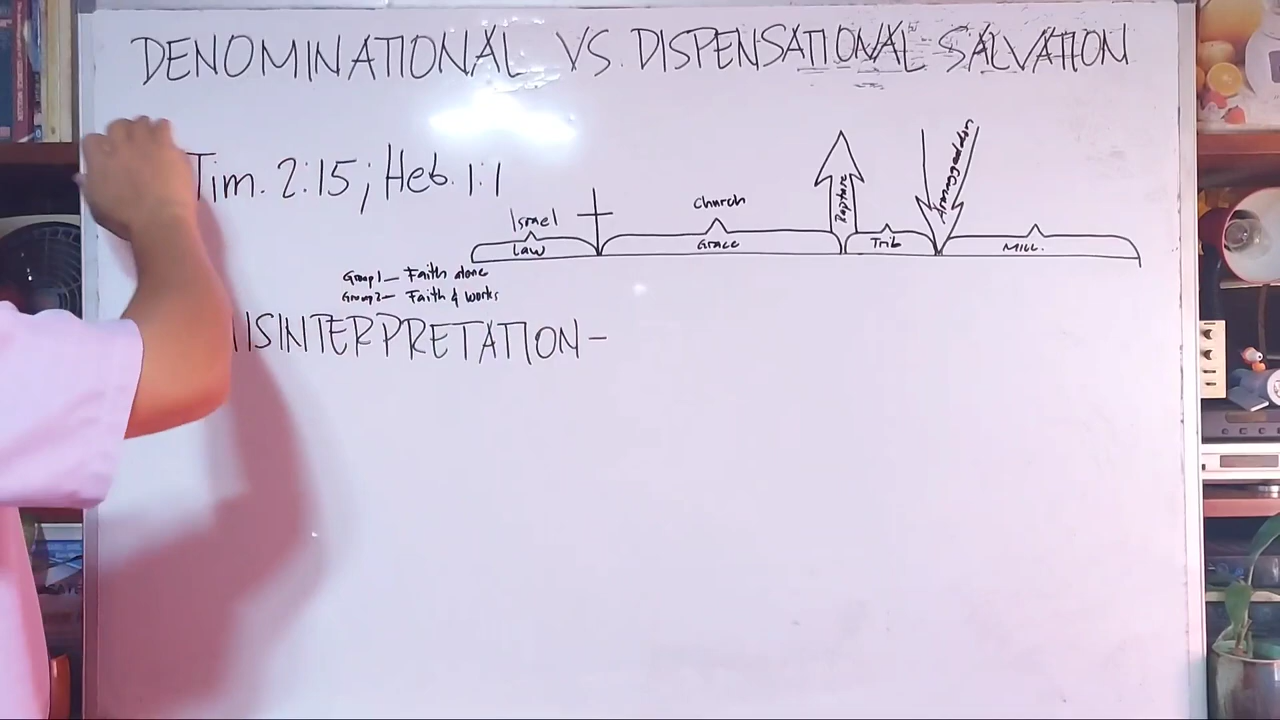 DENOMINATIONAL VS. DISPENSATIONAL SALVATION
Tim. 2:15; Heb. 1:1
Israel
Church
Rapture
Armaggeddon
Law
Grace
Trib
MILL.
Group 1 — Faith alone
Group 2 — Faith & works
ISINTERPRETATION —